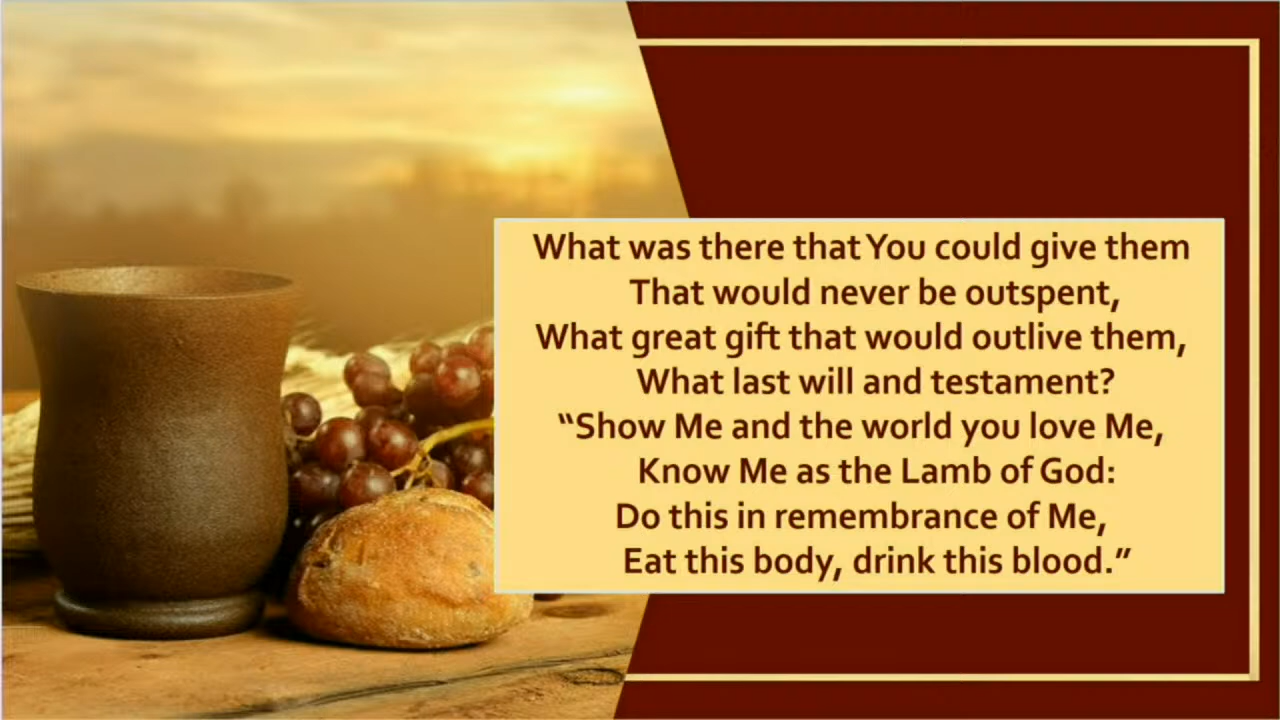 What was there that You could give them
That would never be outspent,
What great gift that would outlive them,
What last will and testament?
“Show Me and the world you love Me,
Know Me as the Lamb of God:
Do this in remembrance of Me,
Eat this body, drink this blood.”